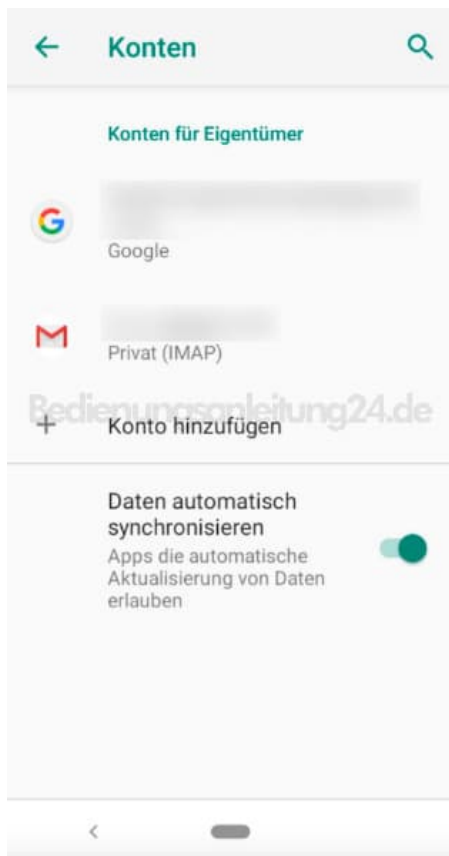 Konten
Konten für Eigentümer
Google
Privat (IMAP)
Bedienungsanleitung24.de
Konto hinzufügen
Daten automatisch
synchronisieren
Apps die automatische
Aktualisierung von Daten
erlauben